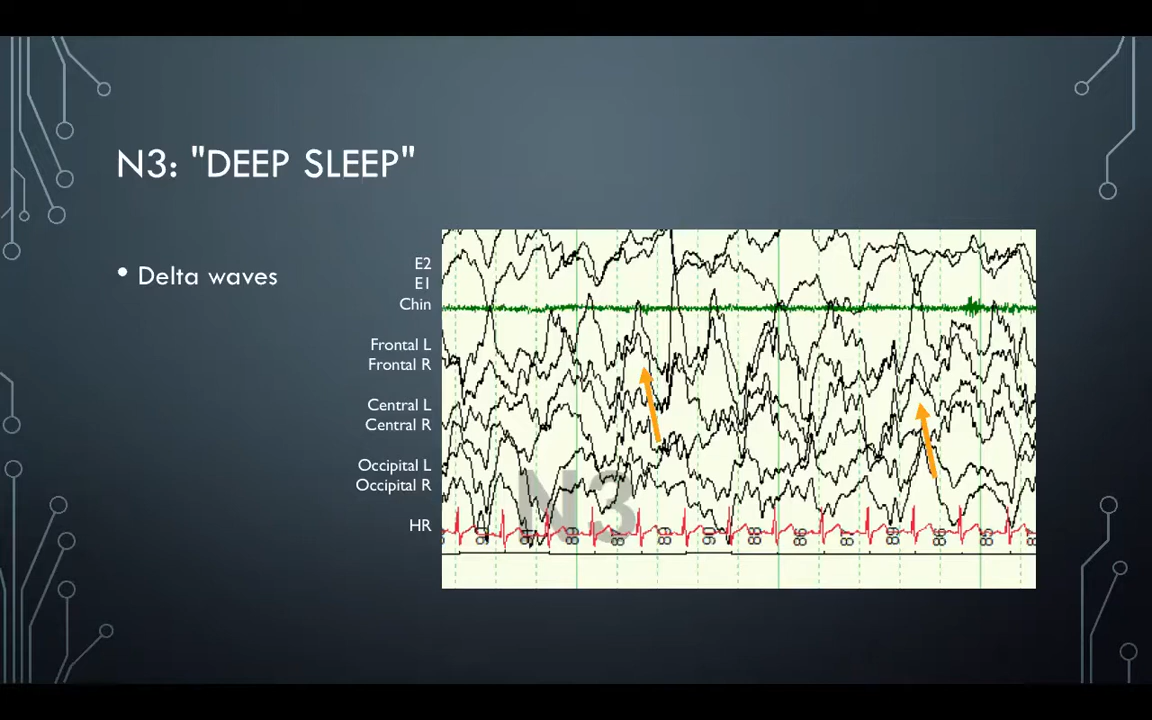 N3: "DEEP SLEEP"
• Delta waves
E2
E1
Chin
Frontal L
Frontal R
Central L
Central R
Occipital L
Occipital R
HR
N3